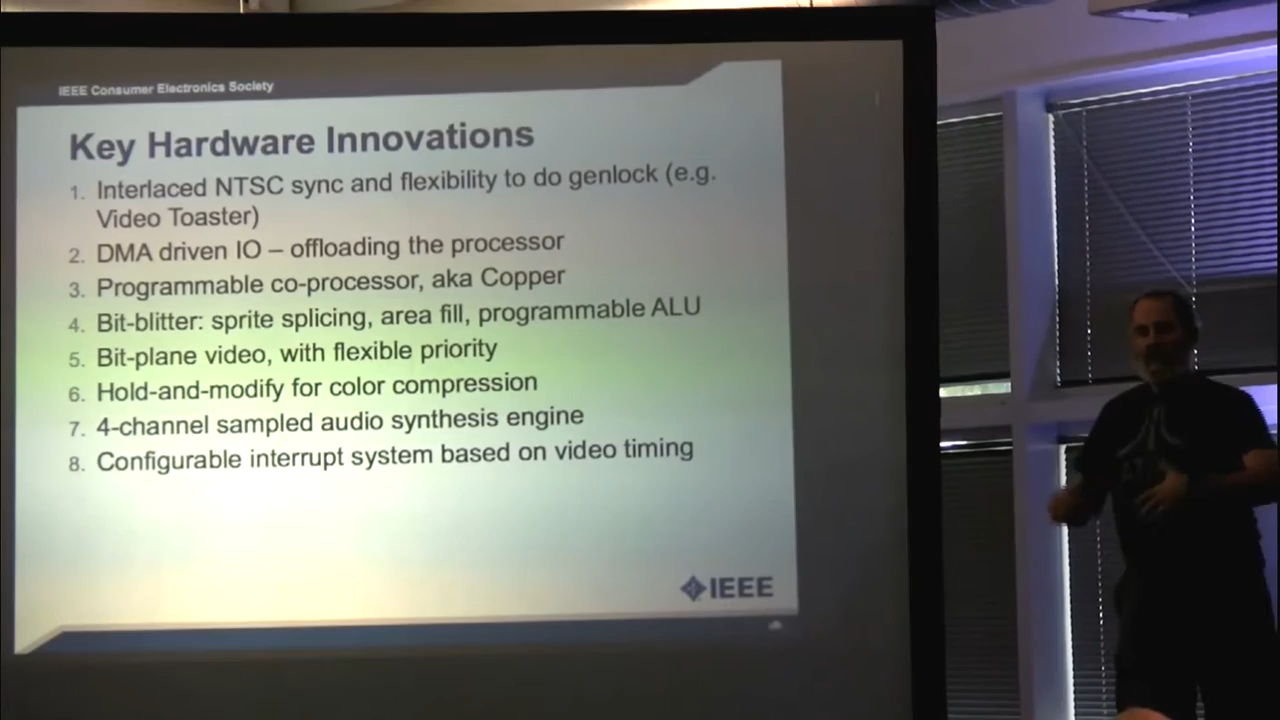 IEEE Consumer Electronics Society
Key Hardware Innovations
1. Interlaced NTSC sync and flexibility to do genlock (e.g.
Video Toaster)
2. DMA driven IO – offloading the processor
3. Programmable co-processor, aka Copper
4. Bit-blitter: sprite splicing, area fill, programmable ALU
5. Bit-plane video, with flexible priority
6. Hold-and-modify for color compression
7. 4-channel sampled audio synthesis engine
8. Configurable interrupt system based on video timing
IEEE